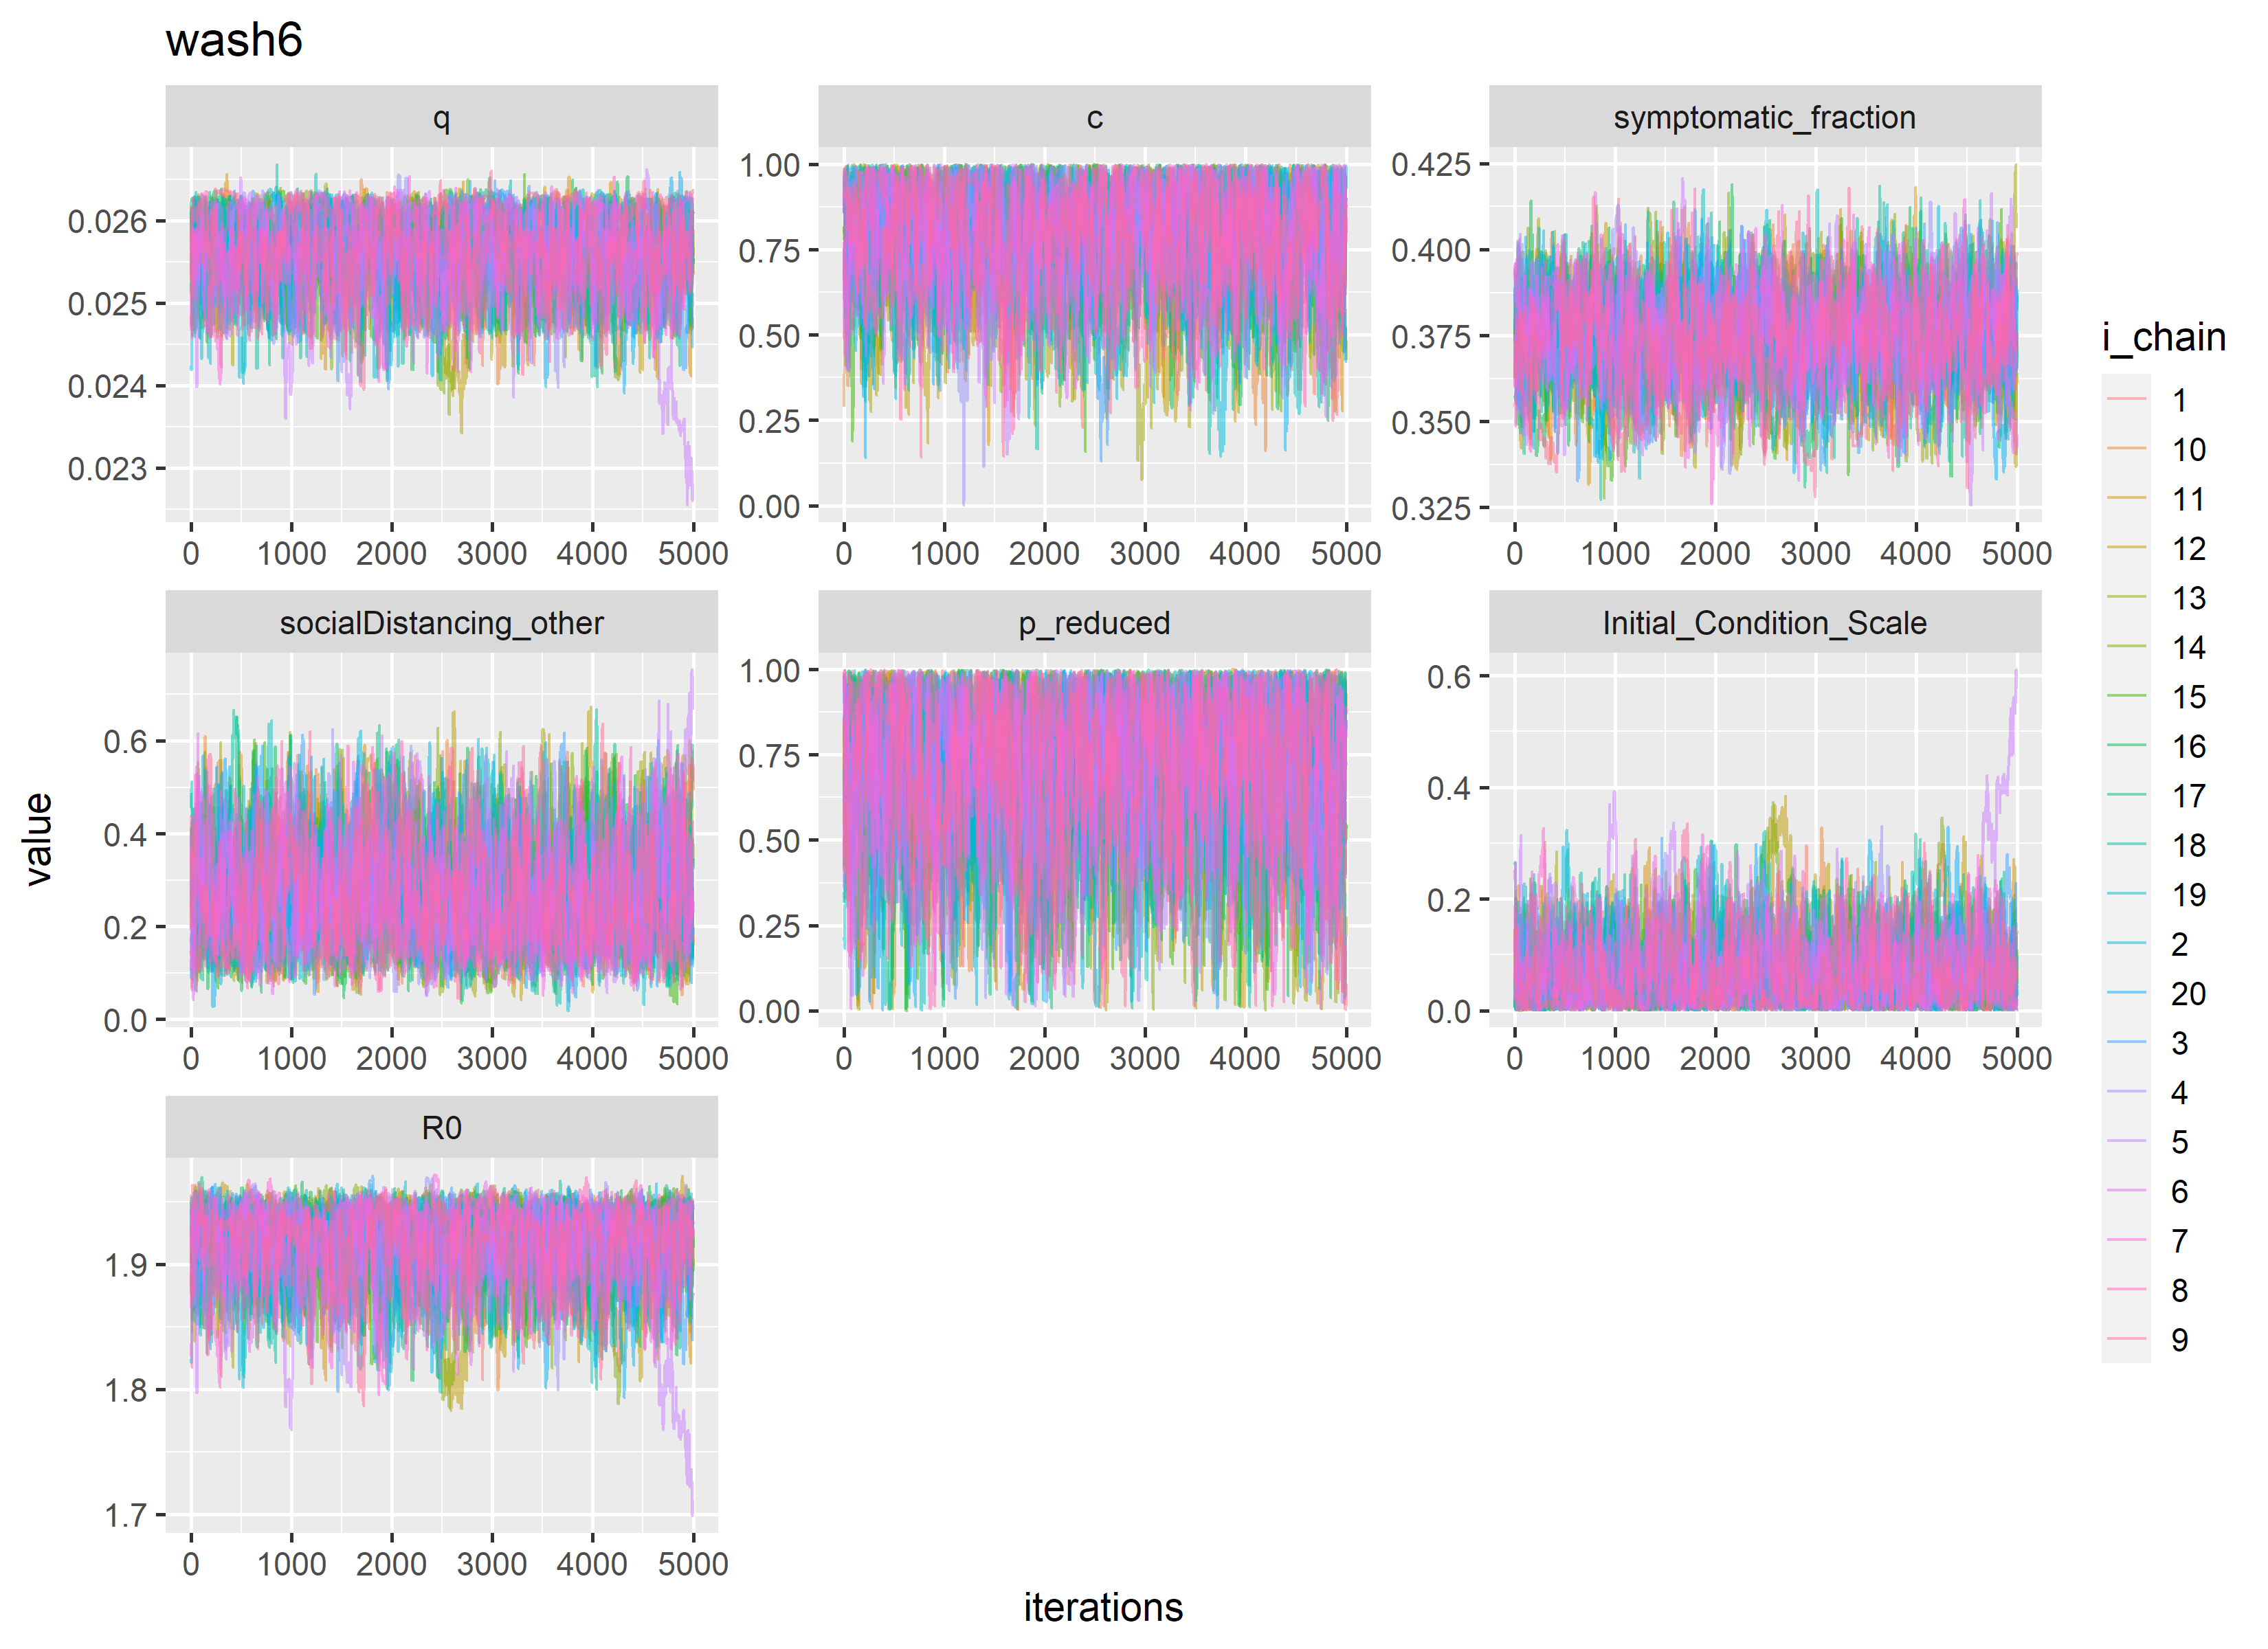 wash6
q
c
symptomatic_fraction
0.026
0.025
0.024
0.023
1.00
0.75
0.50
0.25
0.00
0.425
0.400
0.375
0.350
0.325
0 1000 2000 3000 4000 5000
0 1000 2000 3000 4000 5000
0 1000 2000 3000 4000 5000
socialDistancing_other
p_reduced
Initial_Condition_Scale
0.6
0.4
0.2
0.0
1.00
0.75
0.50
0.25
0.00
0.6
0.4
0.2
0.0
0 1000 2000 3000 4000 5000
0 1000 2000 3000 4000 5000
0 1000 2000 3000 4000 5000
R0
1.9
1.8
1.7
0 1000 2000 3000 4000 5000
value
iterations
i_chain
1
10
11
12
13
14
15
16
17
18
19
2
20
3
4
5
6
7
8
9